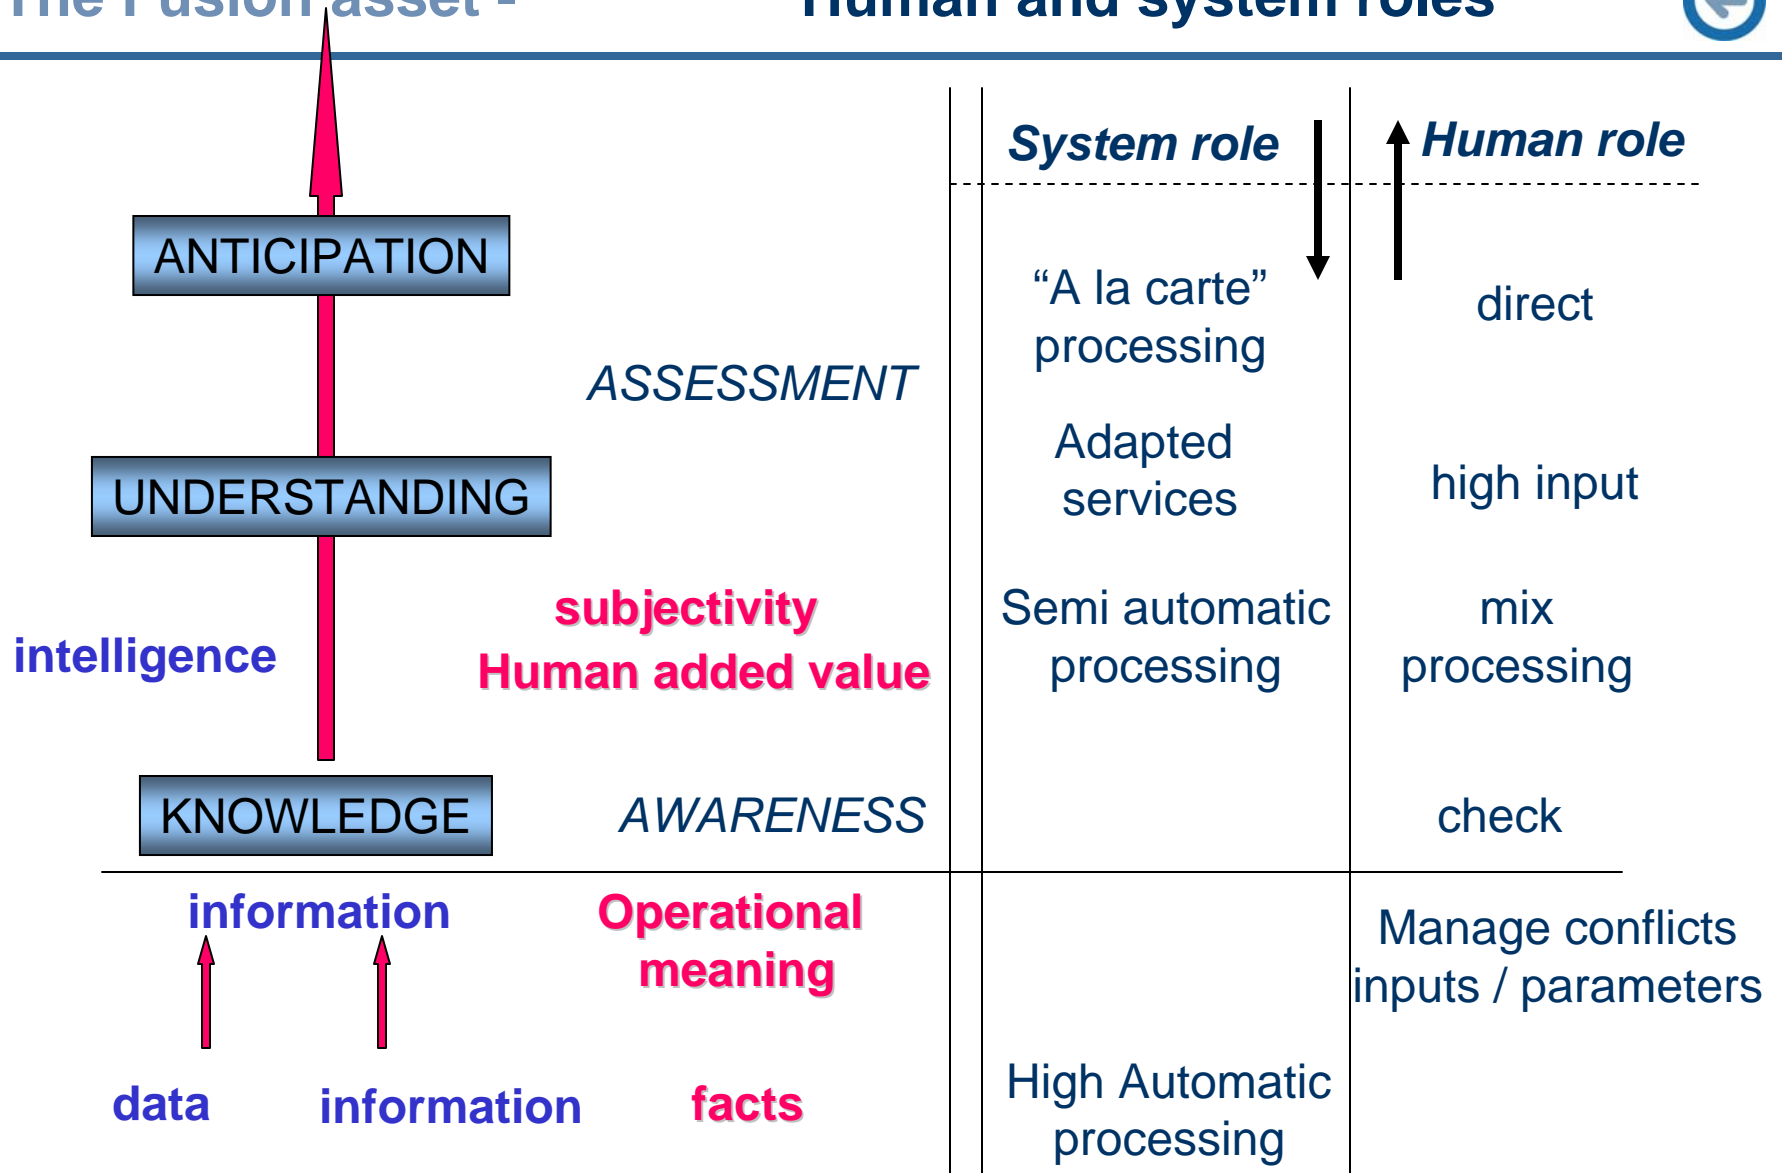 The Fusion asset - Human and system roles
System role
Human role
ANTICIPATION
“A la carte”
processing
direct
ASSESSMENT
Adapted
services
UNDERSTANDING
high input
subjectivity
Human added value
Semi automatic
processing
mix
processing
intelligence
KNOWLEDGE
AWARENESS
check
information
Operational
meaning
Manage conflicts
inputs / parameters
data
information
facts
High Automatic
processing